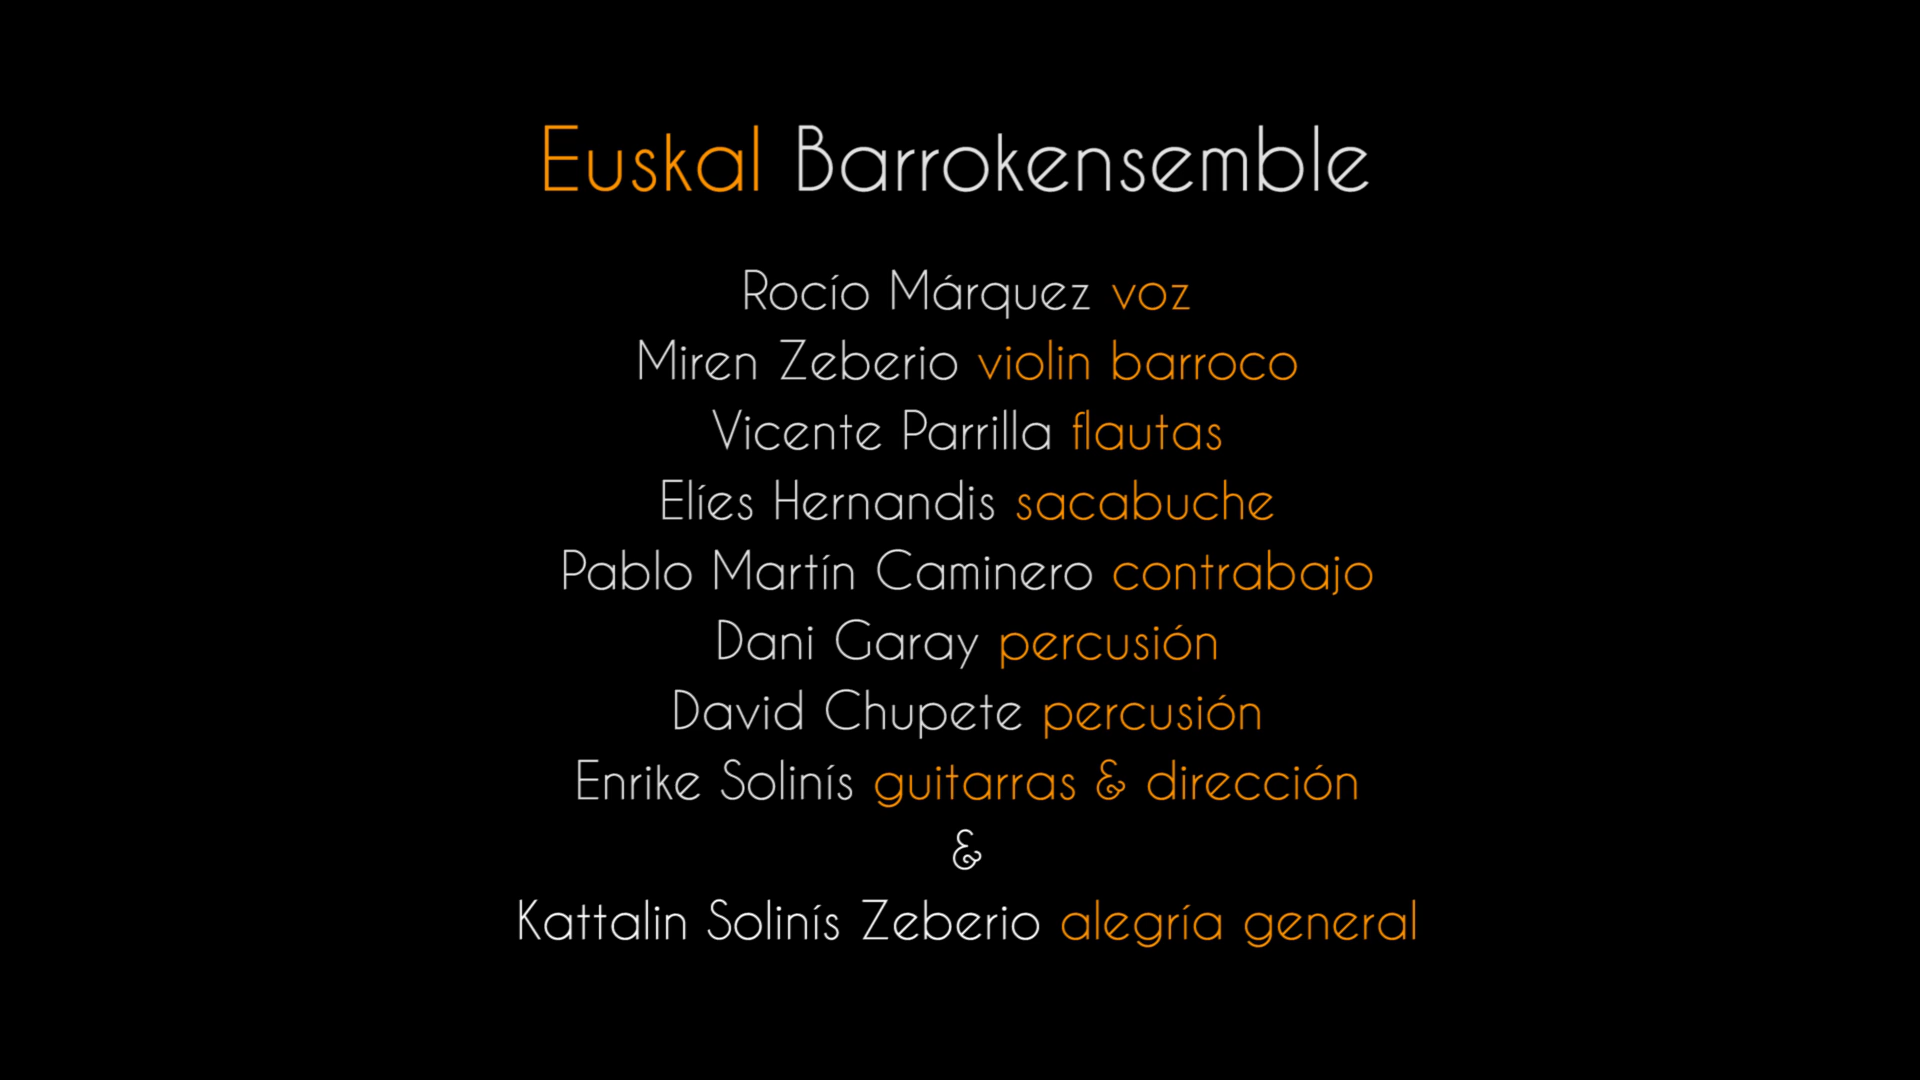 Euskal Barrokensemble
Rocío Márquez voz
Miren Zeberio violin barroco
Vicente Parrilla flautas
Elíes Hernandis sacabuche
Pablo Martín Caminero contrabajo
Dani Garay percusión
David Chupete percusión
Enrike Solinís guitarras & dirección
&
Kattalin Solinís Zeberio alegría general